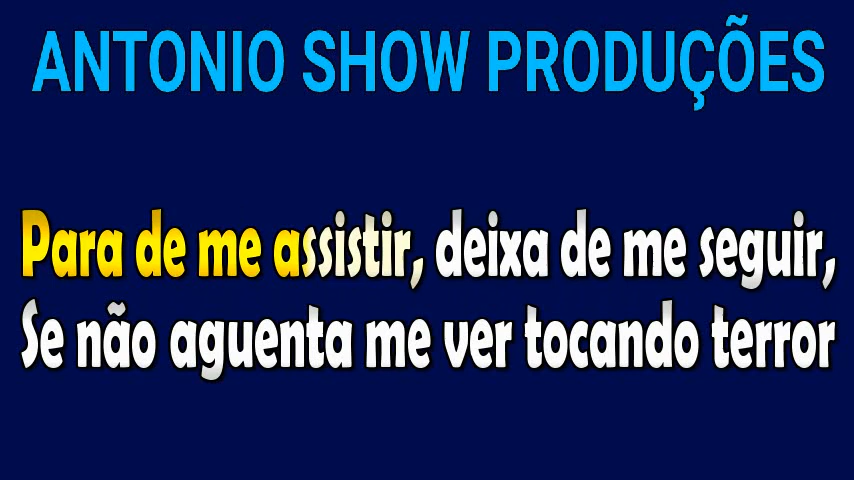 ANTONIO SHOW PRODUÇÕES
Para de me assistir, deixa de me seguir,
Se não aguenta me ver tocando terror